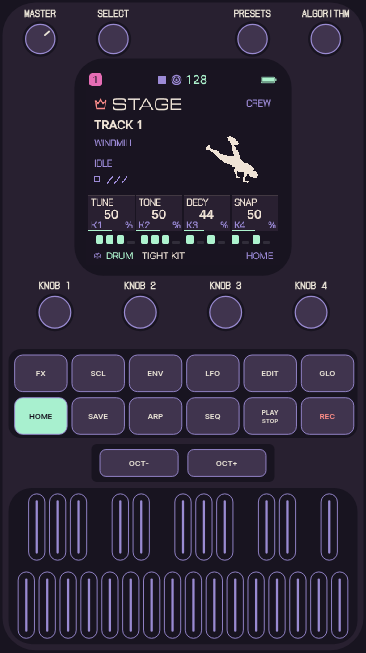 MASTER SELECT PRESETS ALGORITHM
1 128
STAGE CREW
TRACK 1
WINDMILL
IDLE
TUNE TONE DECY SNAP
50 50 44 50
K1 % K2 % K3 % K4 %
DRUM TIGHT KIT HOME
KNOB 1 KNOB 2 KNOB 3 KNOB 4
FX SCL ENV LFO EDIT GLO
HOME SAVE ARP SEQ PLAY STOP REC
OCT- OCT+